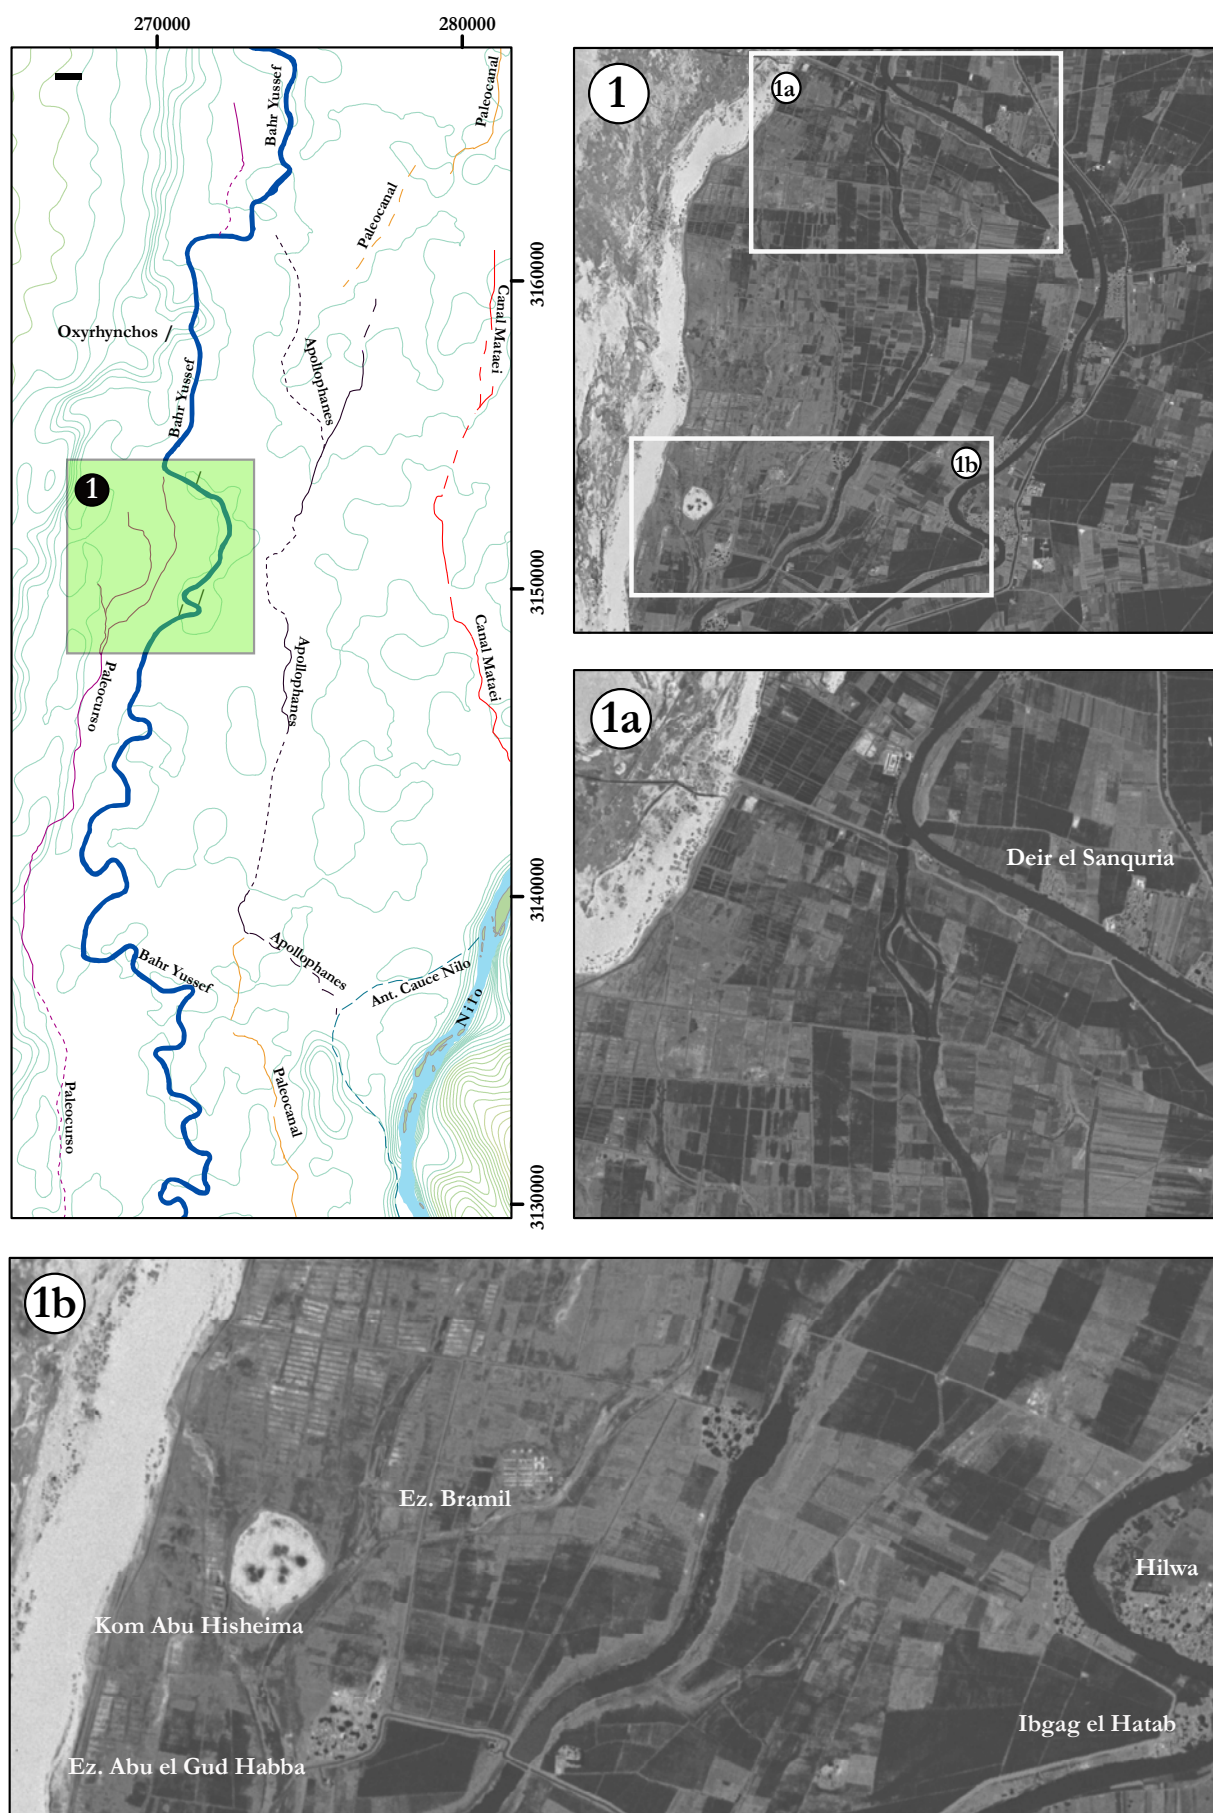 270000
280000
Bahr Yussef
Paleocanal
Paleocanal
3160000
Canal Mataei
Oxyrhynchos
Apollophanes
Bahr Yussef
1
3150000
Canal Mataei
Apollophanes
Paleocurso
3140000
Bahr Yussef
Apollophanes
Ant. Cauce Nilo
Nilo
Paleocurso
Paleocanal
3130000
1
1a
1b
1a
Deir el Sanquria
1b
Ez. Bramil
Hilwa
Kom Abu Hisheima
Ibgag el Hatab
Ez. Abu el Gud Habba